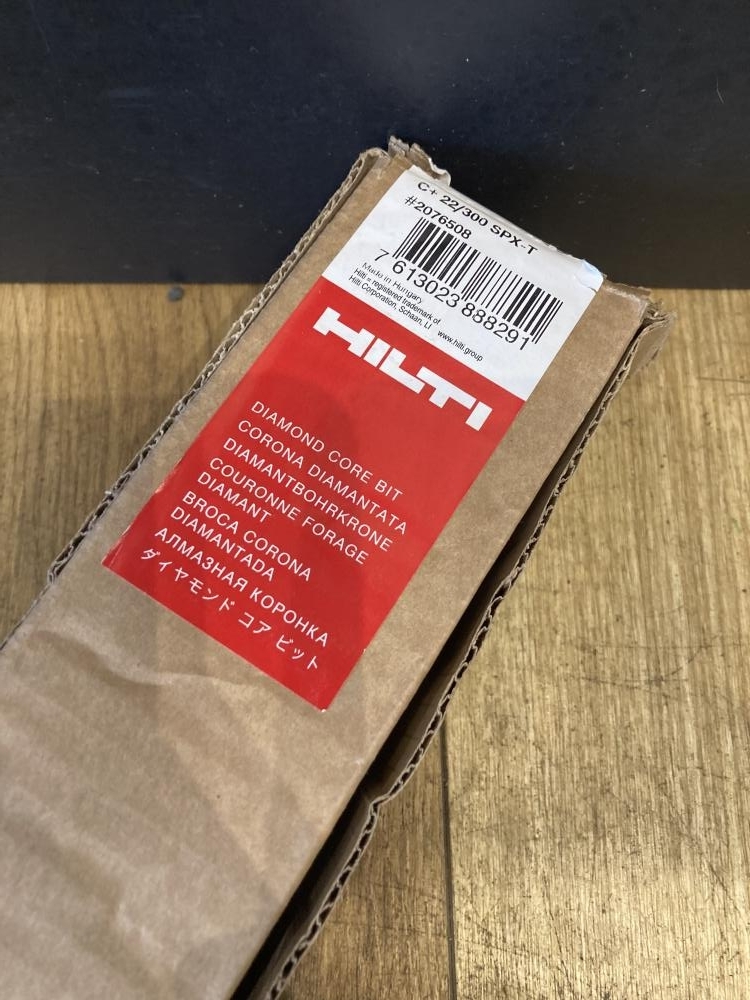 C+ 22/300 SPX-T
#2076508
7 613023 888291
Made in Hungary
Hilti = registered trademark of
Hilti Corporation, Schaan, LI www.hilti.group
HILTI
DIAMOND CORE BIT
CORONA DIAMANTATA
DIAMANTBOHRKRONE
COURONNE FORAGE
DIAMANT
BROCA CORONA
DIAMANTADA
АЛМАЗНАЯ КОРОНКА
ダイヤモンド コア ビット